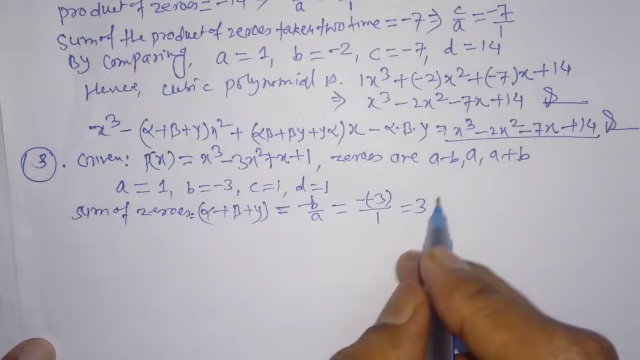 product of zeroes = -14 ⇒
Sum of the product of zeroes taken two time = -7 ⇒ c/a = -7/1
By comparing, a = 1, b = -2, c = -7, d = 14
Hence, cubic polynomial is. 1x³ + (-2)x² + (-7)x + 14
⇒ x³ - 2x² - 7x + 14
x³ - (α+β+γ)x² + (αβ+βγ+γα)x - α·β·γ = x³ - 2x² - 7x + 14
(3). Given: f(x) = x³ - 3x² + x + 1, zeroes are a-b, a, a+b
a = 1, b = -3, c = 1, d = 1
Sum of zeroes: (α+β+γ) = -b/a = -(-3)/1 = 3